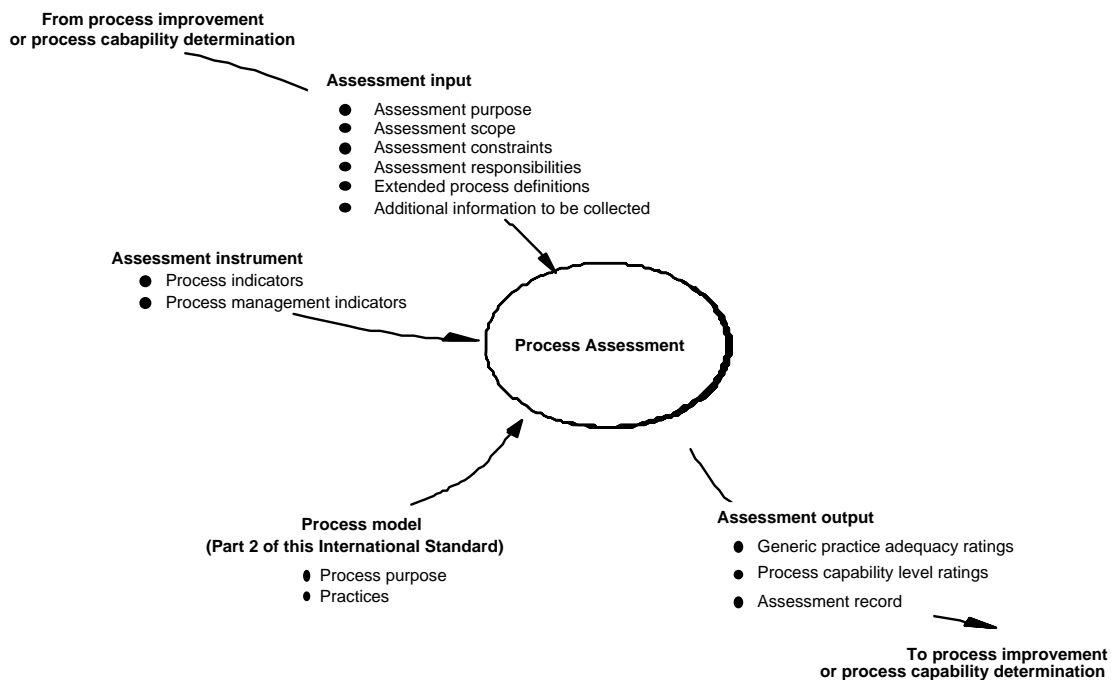 From process improvement
or process cabapility determination
Assessment input
Assessment purpose
Assessment scope
Assessment constraints
Assessment responsibilities
Extended process definitions
Additional information to be collected
Assessment instrument
Process indicators
Process management indicators
Process Assessment
Process model
(Part 2 of this International Standard)
Process purpose
Practices
Assessment output
Generic practice adequacy ratings
Process capability level ratings
Assessment record
To process improvement
or process capability determination